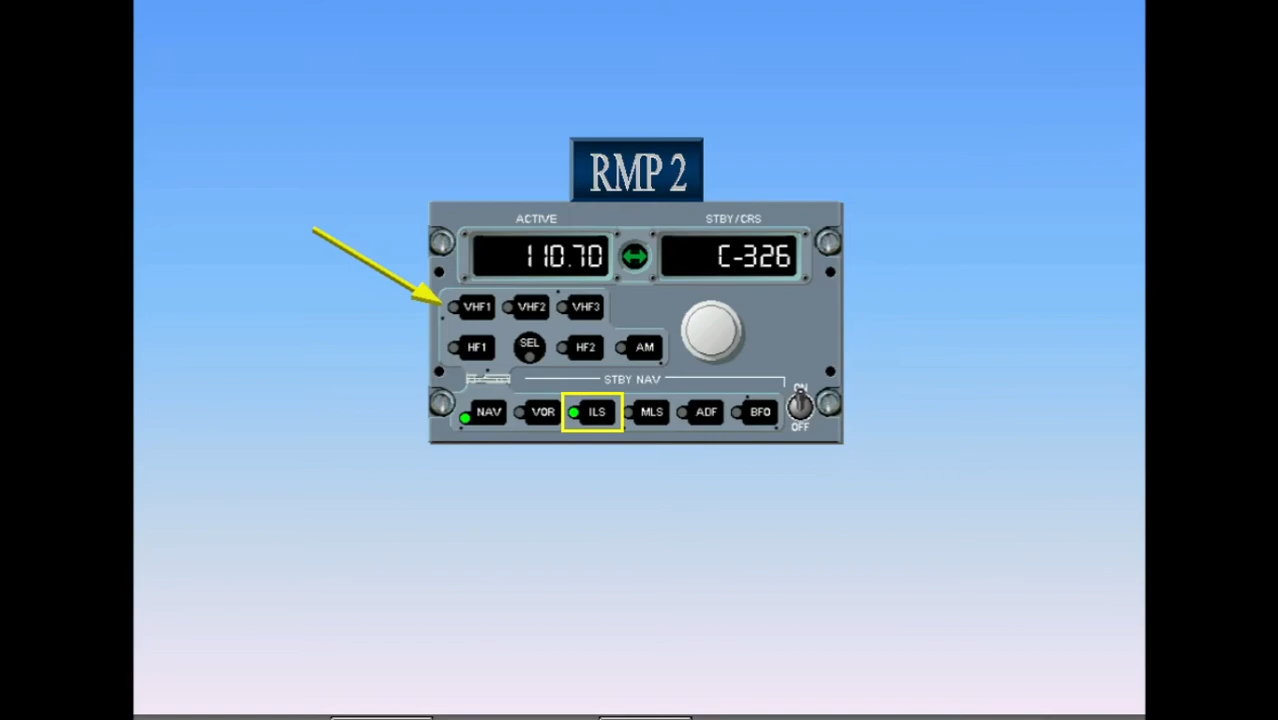 RMP 2
ACTIVE STBY/CRS
110.70 C-326
VHF1 VHF2 VHF3
HF1 SEL HF2 AM
STBY NAV
ON
NAV VOR ILS MLS ADF BFO
OFF